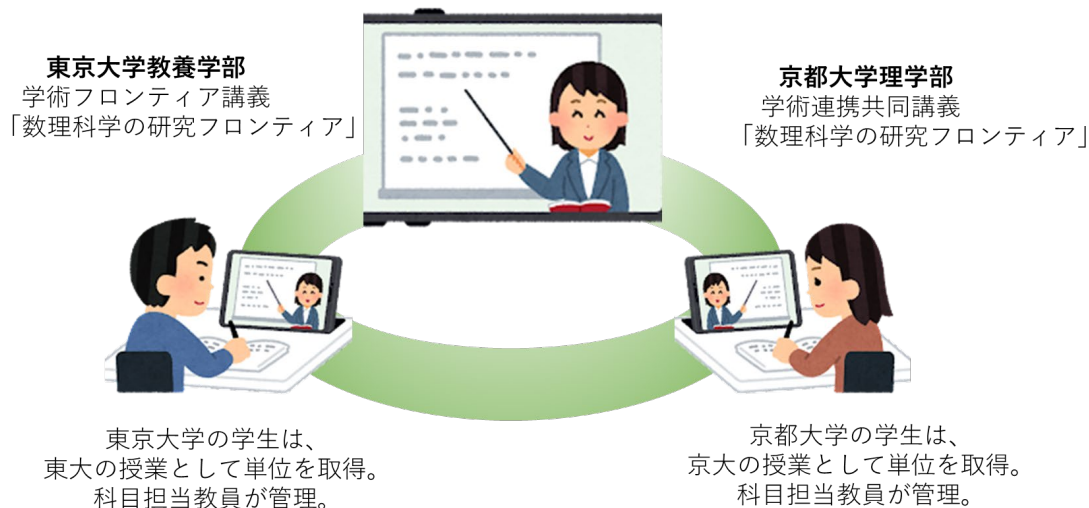 東京大学教養学部
学術フロンティア講義
「数理科学の研究フロンティア」
京都大学理学部
学術連携共同講義
「数理科学の研究フロンティア」
東京大学の学生は、
東大の授業として単位を取得。
科目担当教員が管理。
京都大学の学生は、
京大の授業として単位を取得。
科目担当教員が管理。